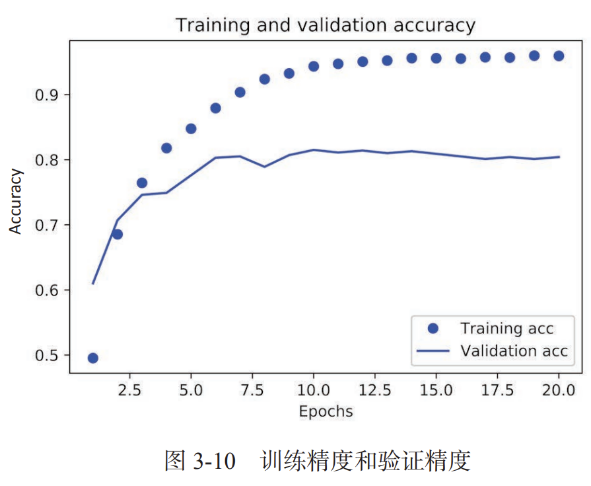 Training and validation accuracy
Accuracy
0.9
0.8
0.7
0.6
0.5
Training acc
Validation acc
2.5 5.0 7.5 10.0 12.5 15.0 17.5 20.0
Epochs
图 3-10 训练精度和验证精度